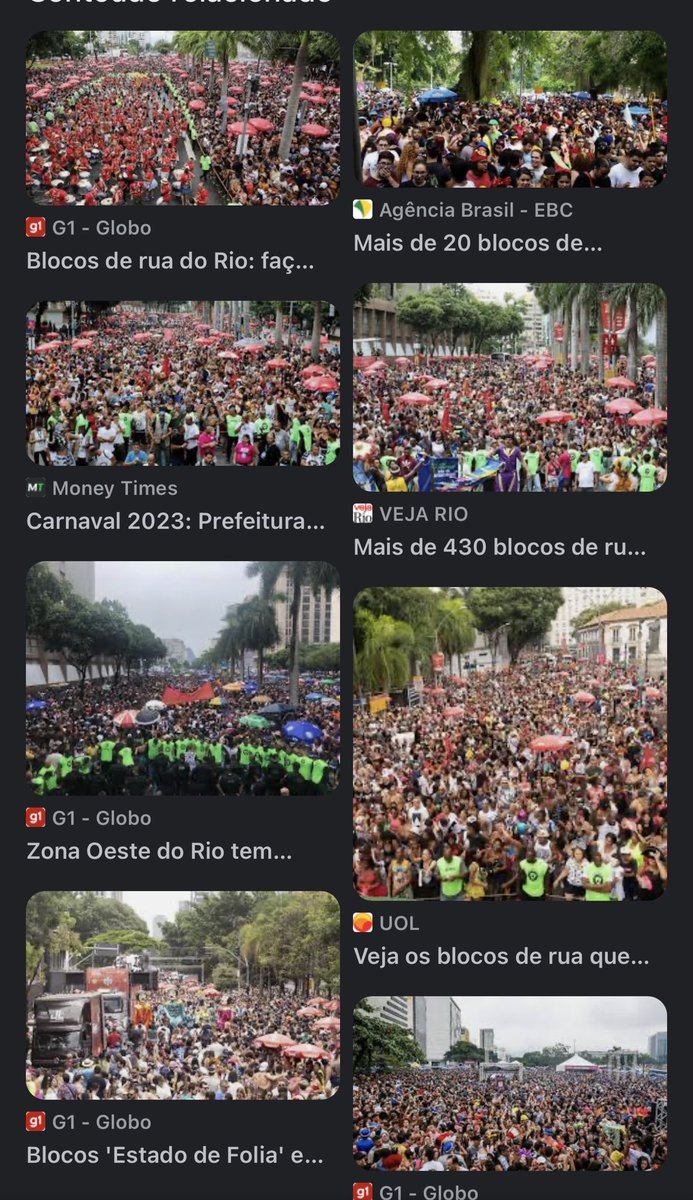 Conteúdo relacionado
g1 G1 - Globo
Blocos de rua do Rio: faç...
Agência Brasil - EBC
Mais de 20 blocos de...
MT Money Times
Carnaval 2023: Prefeitura...
veja Rio VEJA RIO
Mais de 430 blocos de ru...
g1 G1 - Globo
Zona Oeste do Rio tem...
UOL
Veja os blocos de rua que...
g1 G1 - Globo
Blocos 'Estado de Folia' e...
g1 G1 - Globo